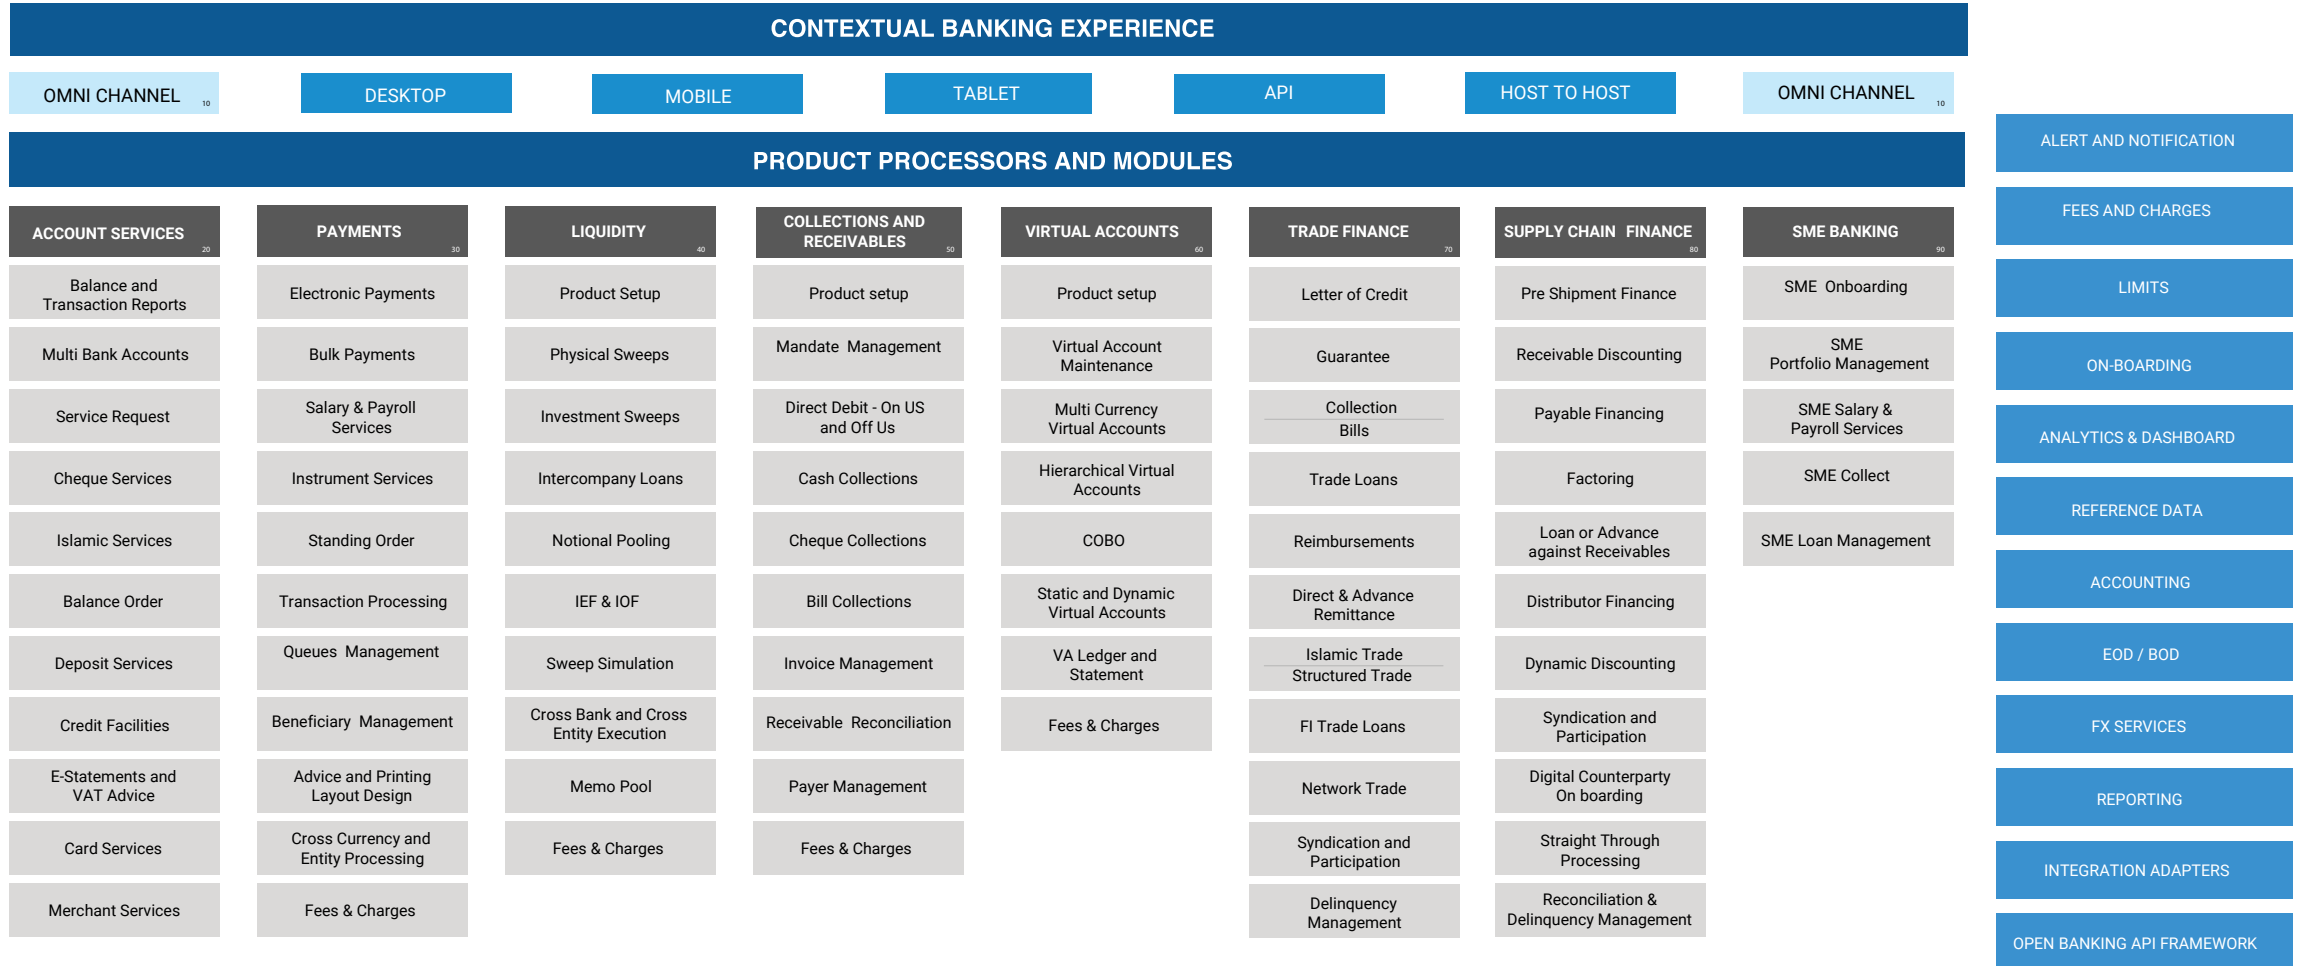 CONTEXTUAL BANKING EXPERIENCE
OMNI CHANNEL 10
DESKTOP
MOBILE
TABLET
API
HOST TO HOST
OMNI CHANNEL 10
PRODUCT PROCESSORS AND MODULES
ACCOUNT SERVICES
20
Balance and
Transaction Reports
Multi Bank Accounts
Service Request
Cheque Services
Islamic Services
Balance Order
Deposit Services
Credit Facilities
E-Statements and
VAT Advice
Card Services
Merchant Services
PAYMENTS
30
Electronic Payments
Bulk Payments
Salary & Payroll
Services
Instrument Services
Standing Order
Transaction Processing
Queues Management
Beneficiary Management
Advice and Printing
Layout Design
Cross Currency and
Entity Processing
Fees & Charges
LIQUIDITY
40
Product Setup
Physical Sweeps
Investment Sweeps
Intercompany Loans
Notional Pooling
IEF & IOF
Sweep Simulation
Cross Bank and Cross
Entity Execution
Memo Pool
Fees & Charges
COLLECTIONS AND
RECEIVABLES
50
Product setup
Mandate Management
Direct Debit - On US
and Off Us
Cash Collections
Cheque Collections
Bill Collections
Invoice Management
Receivable Reconciliation
Payer Management
Fees & Charges
VIRTUAL ACCOUNTS
60
Product setup
Virtual Account
Maintenance
Multi Currency
Virtual Accounts
Hierarchical Virtual
Accounts
COBO
Static and Dynamic
Virtual Accounts
VA Ledger and
Statement
Fees & Charges
TRADE FINANCE
70
Letter of Credit
Guarantee
Collection
Bills
Trade Loans
Reimbursements
Direct & Advance
Remittance
Islamic Trade
Structured Trade
FI Trade Loans
Network Trade
Syndication and
Participation
Delinquency
Management
SUPPLY CHAIN FINANCE
80
Pre Shipment Finance
Receivable Discounting
Payable Financing
Factoring
Loan or Advance
against Receivables
Distributor Financing
Dynamic Discounting
Syndication and
Participation
Digital Counterparty
On boarding
Straight Through
Processing
Reconciliation &
Delinquency Management
SME BANKING
90
SME Onboarding
SME
Portfolio Management
SME Salary &
Payroll Services
SME Collect
SME Loan Management
ALERT AND NOTIFICATION
FEES AND CHARGES
LIMITS
ON-BOARDING
ANALYTICS & DASHBOARD
REFERENCE DATA
ACCOUNTING
EOD / BOD
FX SERVICES
REPORTING
INTEGRATION ADAPTERS
OPEN BANKING API FRAMEWORK